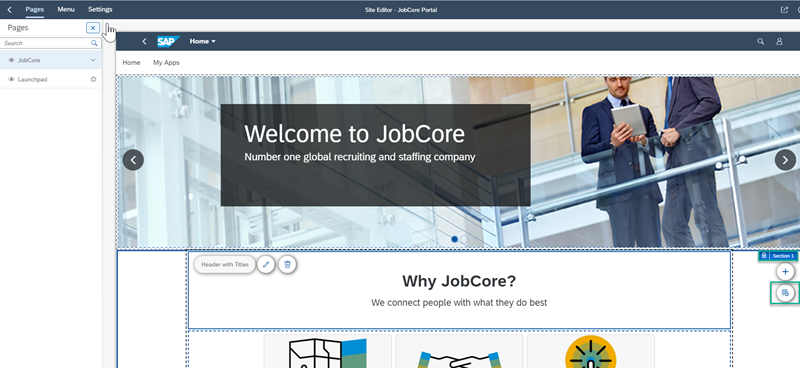 Pages Menu Settings Site Editor - JobCore Portal
Pages
Search
JobCore
Launchpad
SAP Home
Home My Apps
Welcome to JobCore
Number one global recruiting and staffing company
Section 1
Header with Titles
Why JobCore?
We connect people with what they do best